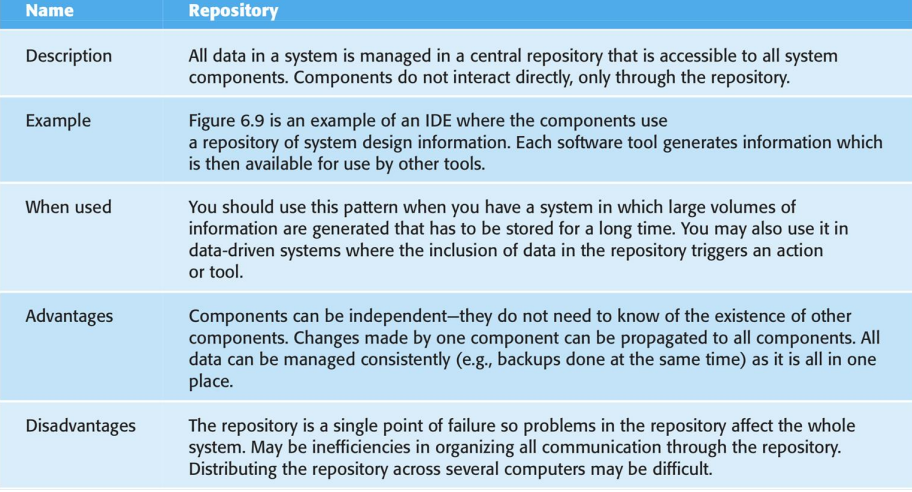 Name Repository
Description All data in a system is managed in a central repository that is accessible to all system
components. Components do not interact directly, only through the repository.
Example Figure 6.9 is an example of an IDE where the components use
a repository of system design information. Each software tool generates information which
is then available for use by other tools.
When used You should use this pattern when you have a system in which large volumes of
information are generated that has to be stored for a long time. You may also use it in
data-driven systems where the inclusion of data in the repository triggers an action
or tool.
Advantages Components can be independent—they do not need to know of the existence of other
components. Changes made by one component can be propagated to all components. All
data can be managed consistently (e.g., backups done at the same time) as it is all in one
place.
Disadvantages The repository is a single point of failure so problems in the repository affect the whole
system. May be inefficiencies in organizing all communication through the repository.
Distributing the repository across several computers may be difficult.